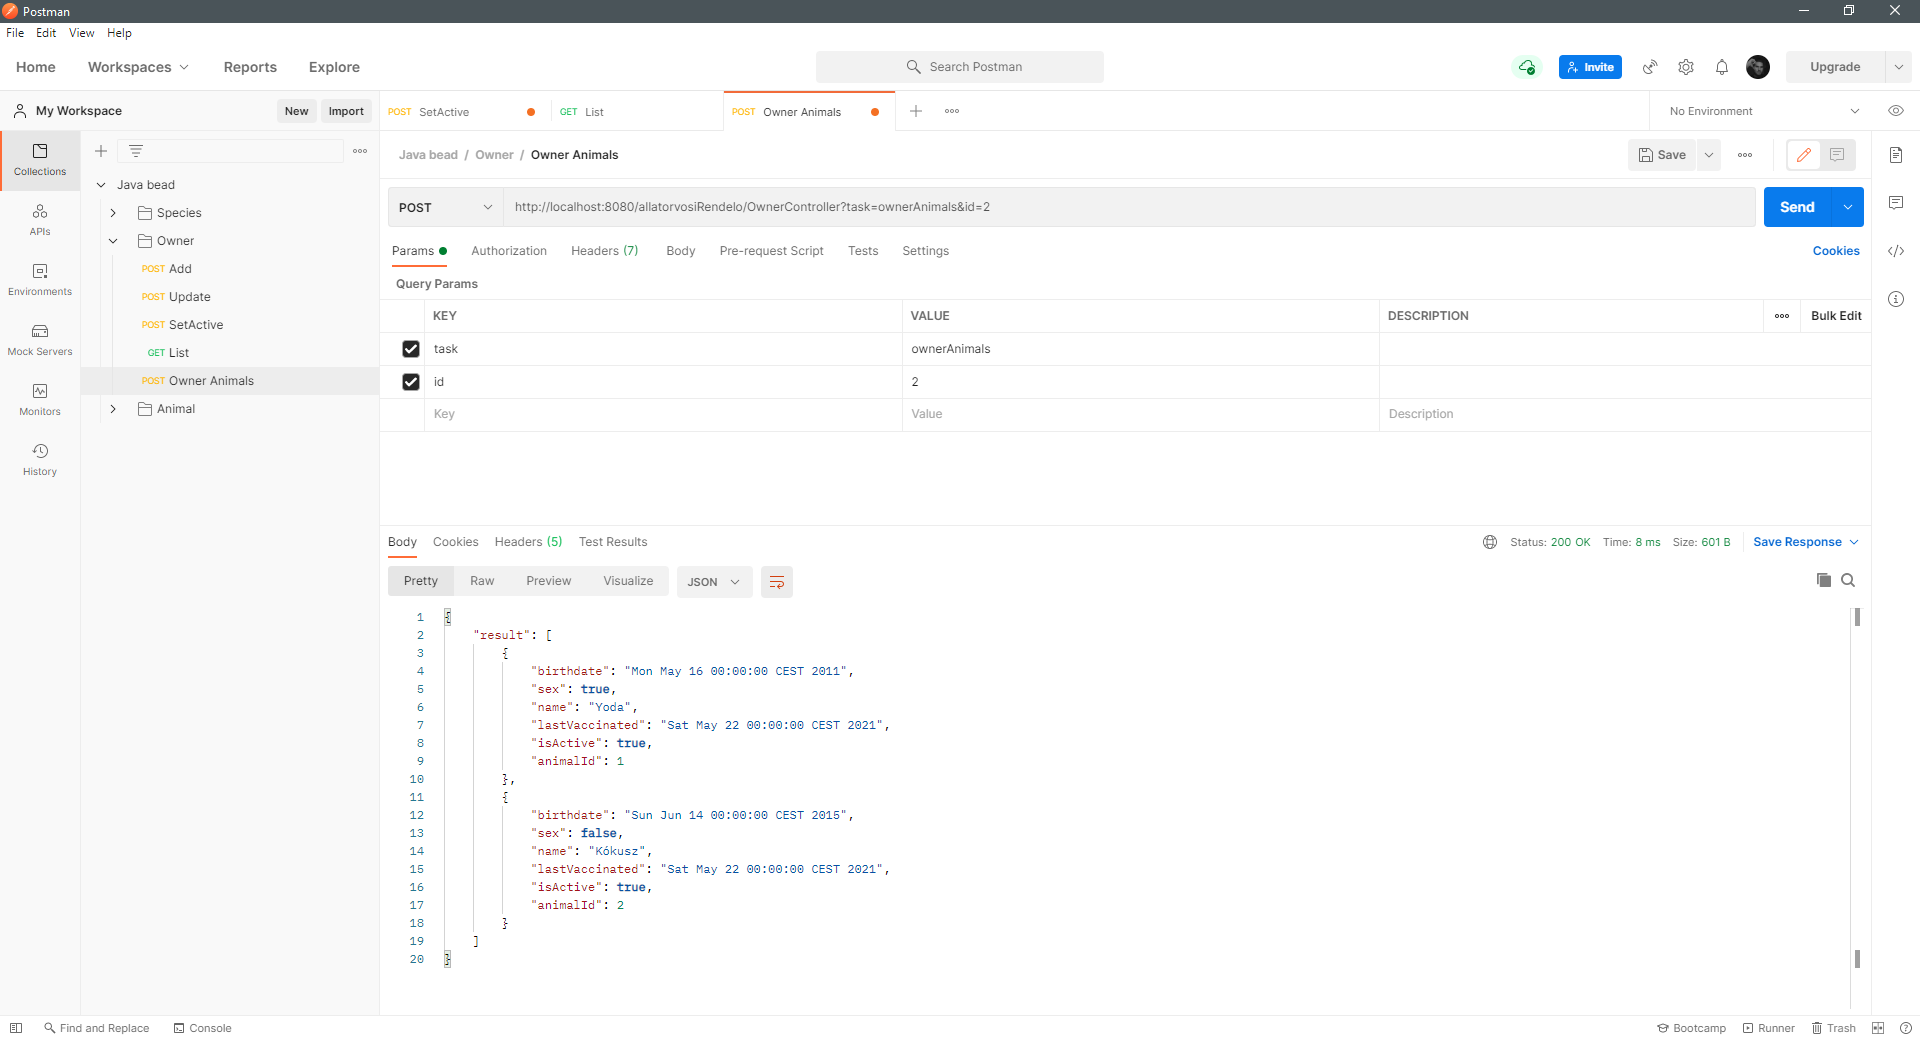 Postman
File Edit View Help
Home Workspaces Reports Explore
Search Postman
Invite
Upgrade
My Workspace
New Import
POST SetActive
GET List
POST Owner Animals
No Environment
Collections
APIs
Environments
Mock Servers
Monitors
History
Java bead
Species
Owner
POST Add
POST Update
POST SetActive
GET List
POST Owner Animals
Animal
Java bead / Owner / Owner Animals
Save
POST http://localhost:8080/allatorvosiRendelo/OwnerController?task=ownerAnimals&id=2
Send
Params Authorization Headers (7) Body Pre-request Script Tests Settings
Cookies
Query Params
KEY VALUE DESCRIPTION Bulk Edit
task ownerAnimals
id 2
Key Value Description
Body Cookies Headers (5) Test Results
Status: 200 OK Time: 8 ms Size: 601 B Save Response
Pretty Raw Preview Visualize JSON
1 {
2 "result": [
3 {
4 "birthdate": "Mon May 16 00:00:00 CEST 2011",
5 "sex": true,
6 "name": "Yoda",
7 "lastVaccinated": "Sat May 22 00:00:00 CEST 2021",
8 "isActive": true,
9 "animalId": 1
10 },
11 {
12 "birthdate": "Sun Jun 14 00:00:00 CEST 2015",
13 "sex": false,
14 "name": "Kókusz",
15 "lastVaccinated": "Sat May 22 00:00:00 CEST 2021",
16 "isActive": true,
17 "animalId": 2
18 }
19 ]
20 }
Find and Replace Console
Bootcamp Runner Trash